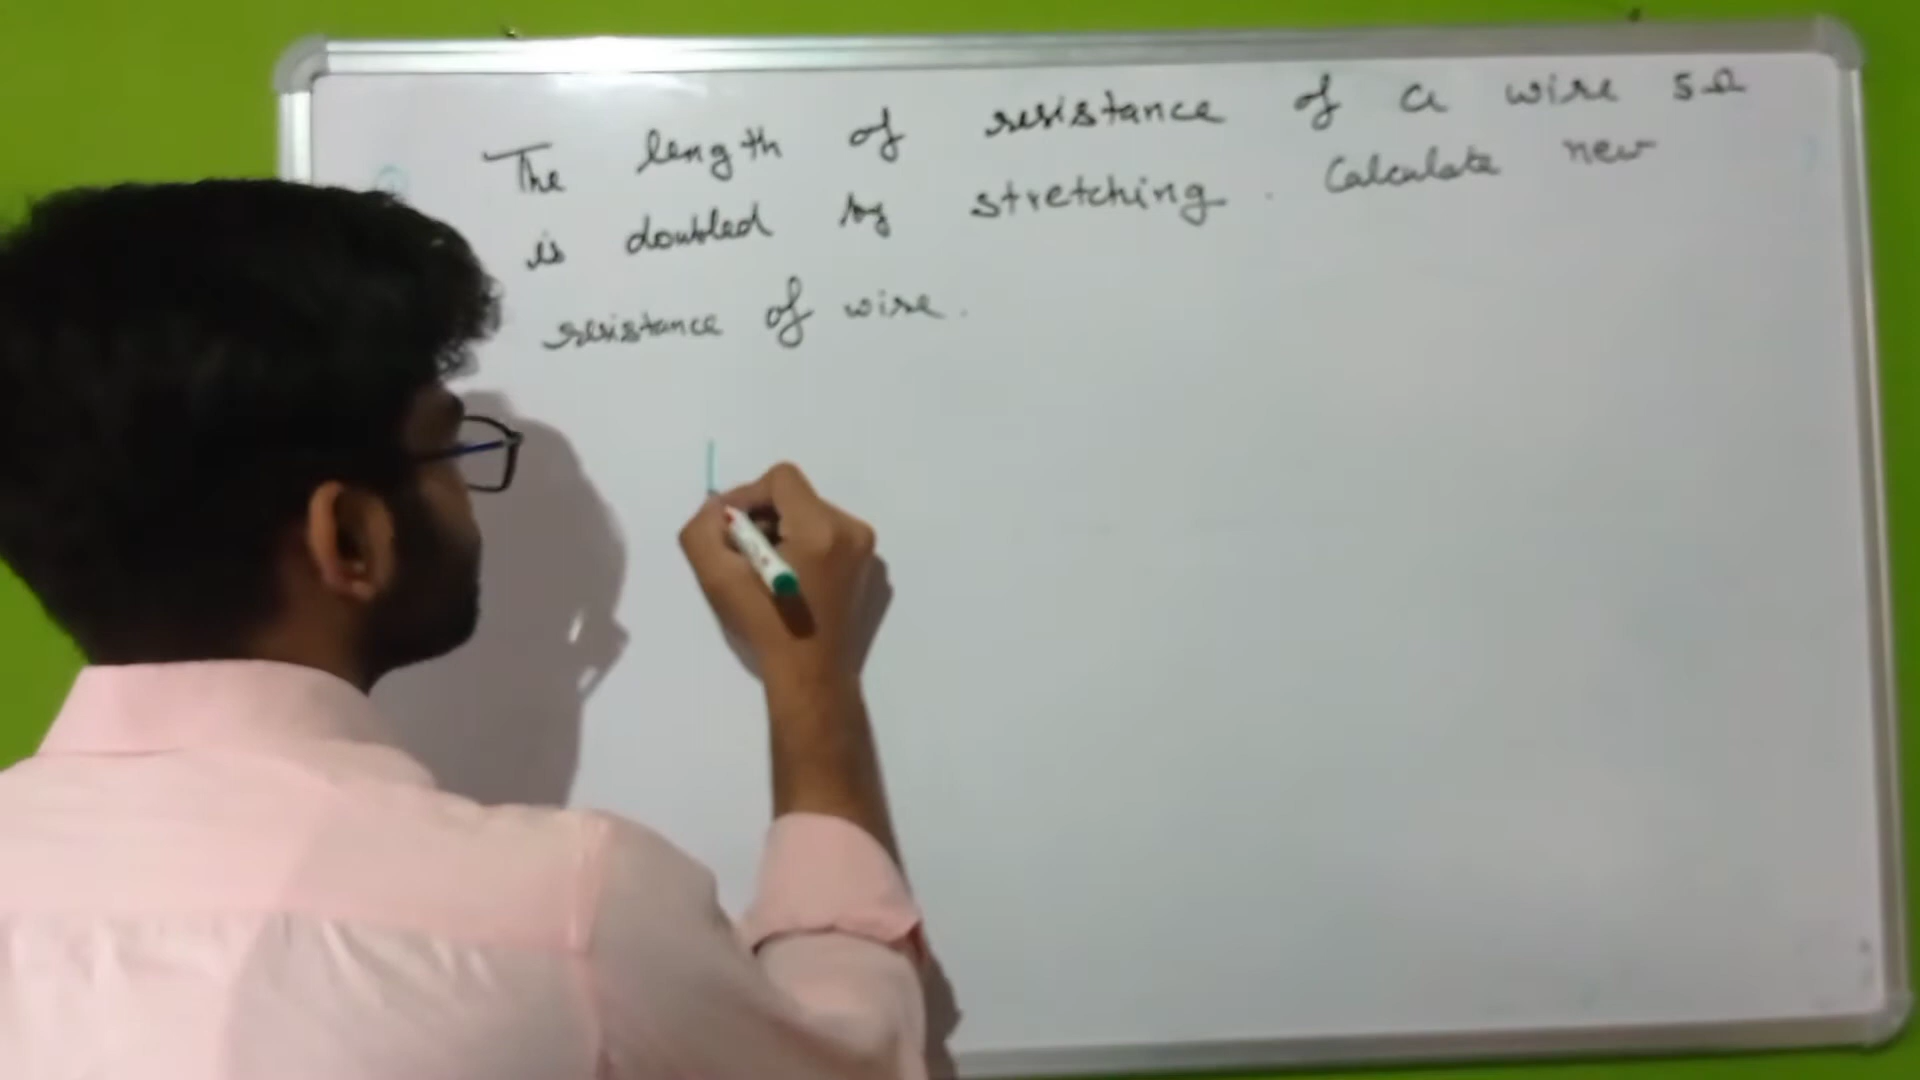 The length of resistance of a wire 5Ω
is doubled by stretching. Calculate new
resistance of wire.